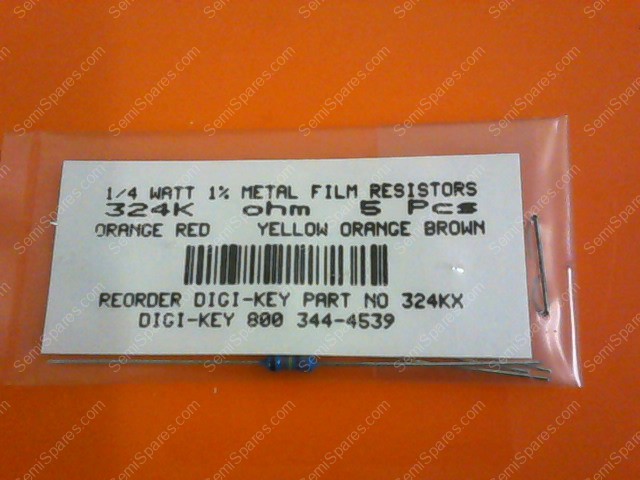 1/4 WATT 1% METAL FILM RESISTORS
324K ohm 5 Pcs
ORANGE RED YELLOW ORANGE BROWN
REORDER DIGI-KEY PART NO 324KX
DIGI-KEY 800 344-4539
SemiSpares.com